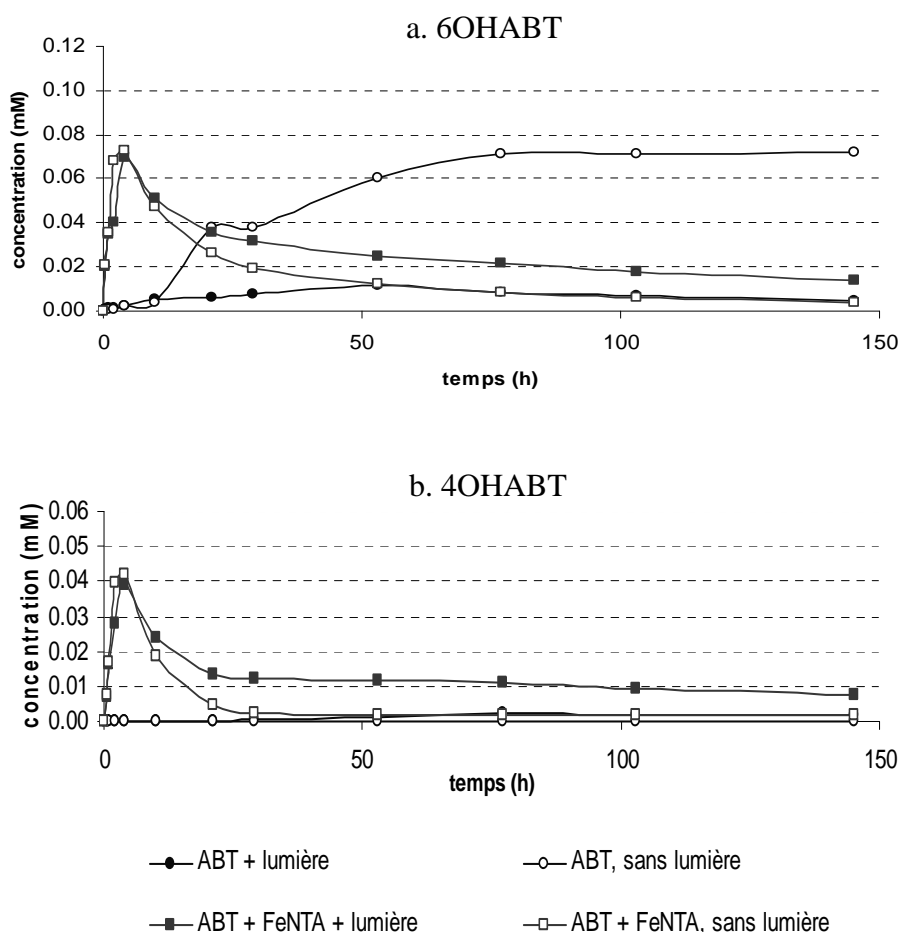 a. 6OHABT
0.12
0.10
0.08
0.06
0.04
0.02
0.00
concentration (mM)
0 50 100 150
temps (h)
b. 4OHABT
0.06
0.05
0.04
0.03
0.02
0.01
0.00
concentration (mM)
0 50 100 150
temps (h)
ABT + lumière ABT, sans lumière
ABT + FeNTA + lumière ABT + FeNTA, sans lumière